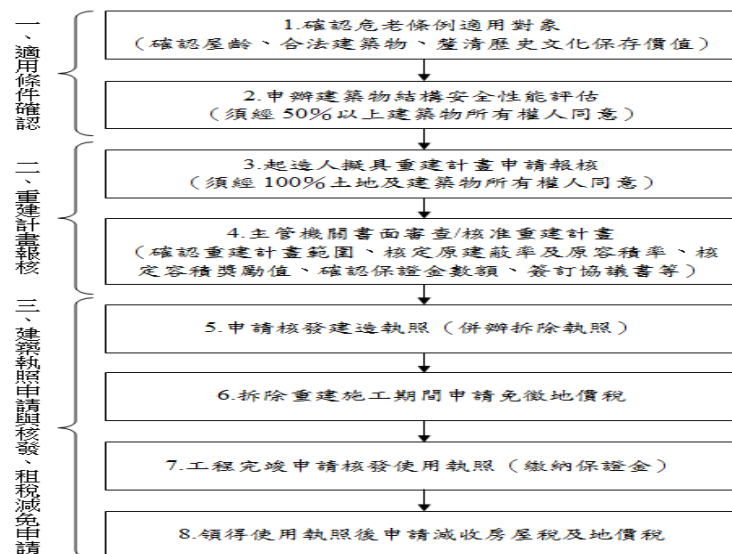 一、適用條件確認
1.確認危老條例適用對象
(確認屋齡、合法建築物、釐清歷史文化保存價值)
2.申辦建築物結構安全性能評估
(須經50%以上建築物所有權人同意)
二、重建計畫報核
3.起造人擬具重建計畫申請報核
(須經100%土地及建築物所有權人同意)
4.主管機關書面審查/核准重建計畫
(確認重建計畫範圍、核定原建蔽率及原容積率、核
定容積獎勵值、確認保證金數額、簽訂協議書等)
三、建築執照申請與核發、租稅減免申請
5.申請核發建造執照(併辦拆除執照)
6.拆除重建施工期間申請免徵地價稅
7.工程完竣申請核發使用執照(繳納保證金)
8.領得使用執照後申請減收房屋稅及地價稅